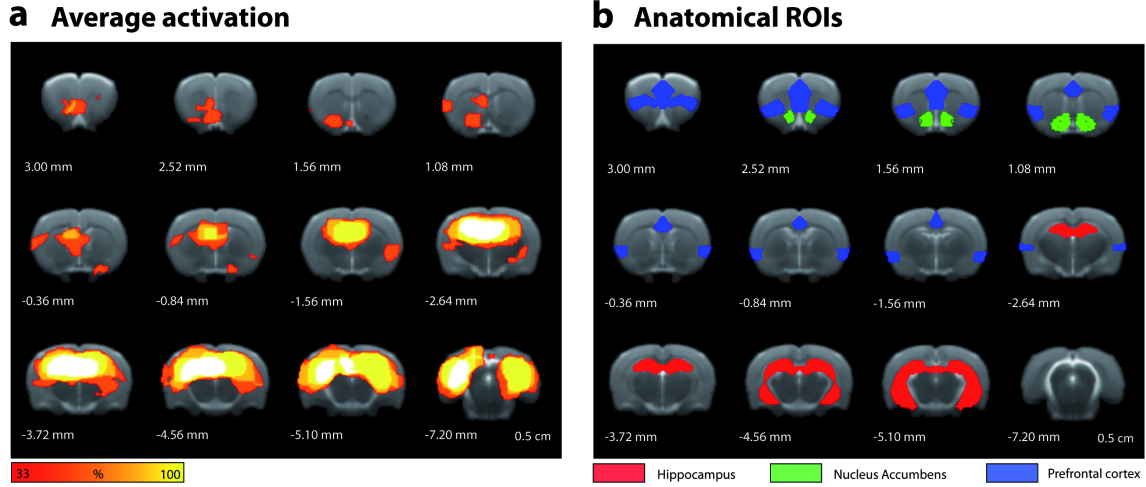 a Average activation
3.00 mm 2.52 mm 1.56 mm 1.08 mm
-0.36 mm -0.84 mm -1.56 mm -2.64 mm
-3.72 mm -4.56 mm -5.10 mm -7.20 mm 0.5 cm
33 % 100
b Anatomical ROIs
3.00 mm 2.52 mm 1.56 mm 1.08 mm
-0.36 mm -0.84 mm -1.56 mm -2.64 mm
-3.72 mm -4.56 mm -5.10 mm -7.20 mm 0.5 cm
Hippocampus Nucleus Accumbens Prefrontal cortex